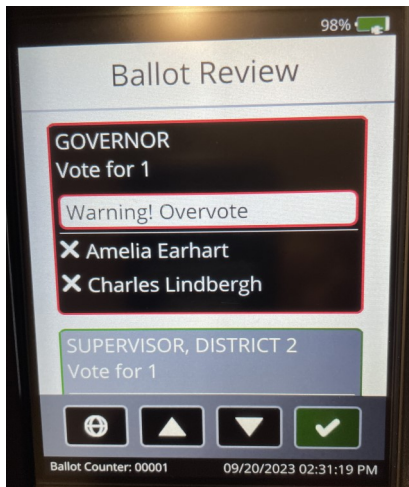 98%
Ballot Review
GOVERNOR
Vote for 1
Warning! Overvote
Amelia Earhart
Charles Lindbergh
SUPERVISOR, DISTRICT 2
Vote for 1
Ballot Counter: 00001 09/20/2023 02:31:19 PM